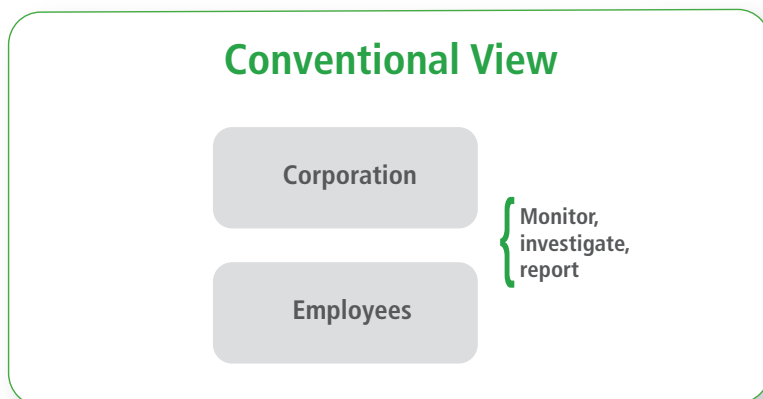 Conventional View
Corporation
Monitor,
investigate,
report
Employees